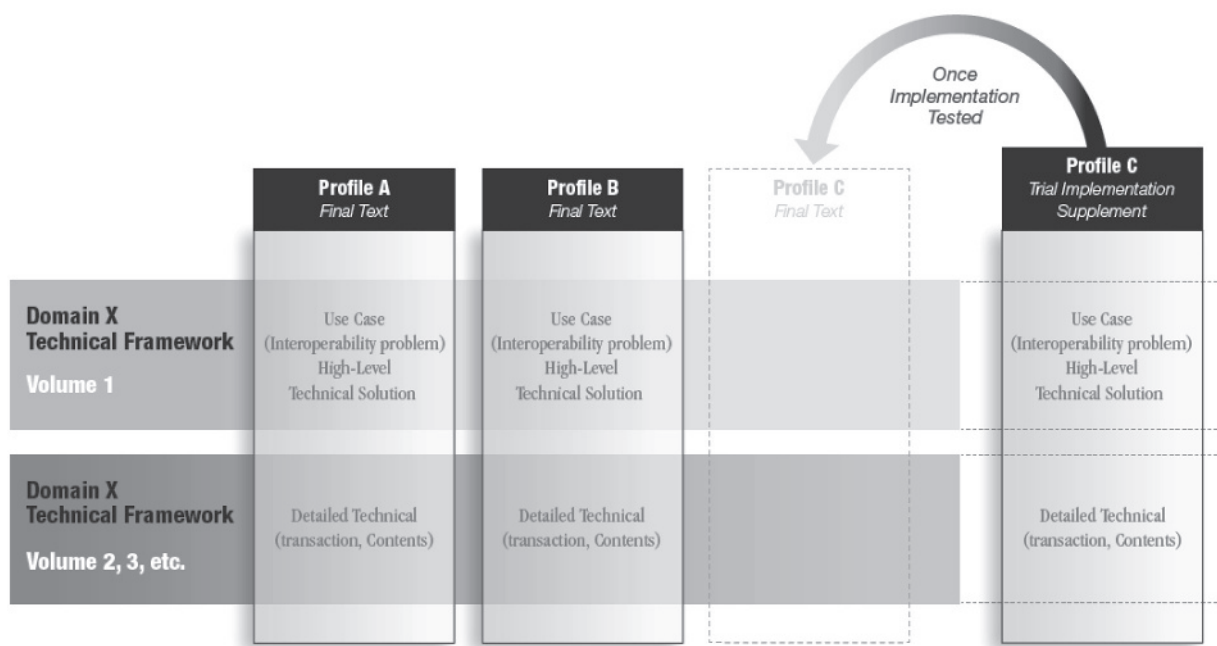 Once
Implementation
Tested
Profile A
Final Text
Profile B
Final Text
Profile C
Final Text
Profile C
Trial Implementation
Supplement
Domain X
Technical Framework
Volume 1
Use Case
(Interoperability problem)
High-Level
Technical Solution
Use Case
(Interoperability problem)
High-Level
Technical Solution
Use Case
(Interoperability problem)
High-Level
Technical Solution
Domain X
Technical Framework
Volume 2, 3, etc.
Detailed Technical
(transaction, Contents)
Detailed Technical
(transaction, Contents)
Detailed Technical
(transaction, Contents)